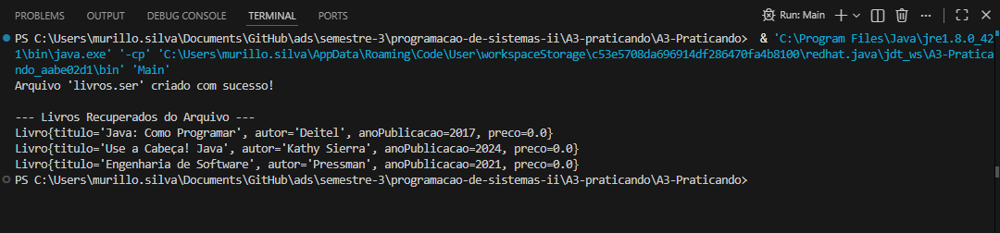 PROBLEMS OUTPUT DEBUG CONSOLE TERMINAL PORTS Run: Main
PS C:\Users\murillo.silva\Documents\GitHub\ads\semestre-3\programacao-de-sistemas-ii\A3-praticando\A3-Praticando> & 'C:\Program Files\Java\jre1.8.0_42
1\bin\java.exe' '-cp' 'C:\Users\murillo.silva\AppData\Roaming\Code\User\workspaceStorage\c53e5708da696914df286470fa4b8100\redhat.java\jdt_ws\A3-Pratica
ndo_aabe02d1\bin' 'Main'
Arquivo 'livros.ser' criado com sucesso!
--- Livros Recuperados do Arquivo ---
Livro{titulo='Java: Como Programar', autor='Deitel', anoPublicacao=2017, preco=0.0}
Livro{titulo='Use a Cabeça! Java', autor='Kathy Sierra', anoPublicacao=2024, preco=0.0}
Livro{titulo='Engenharia de Software', autor='Pressman', anoPublicacao=2021, preco=0.0}
PS C:\Users\murillo.silva\Documents\GitHub\ads\semestre-3\programacao-de-sistemas-ii\A3-praticando\A3-Praticando>